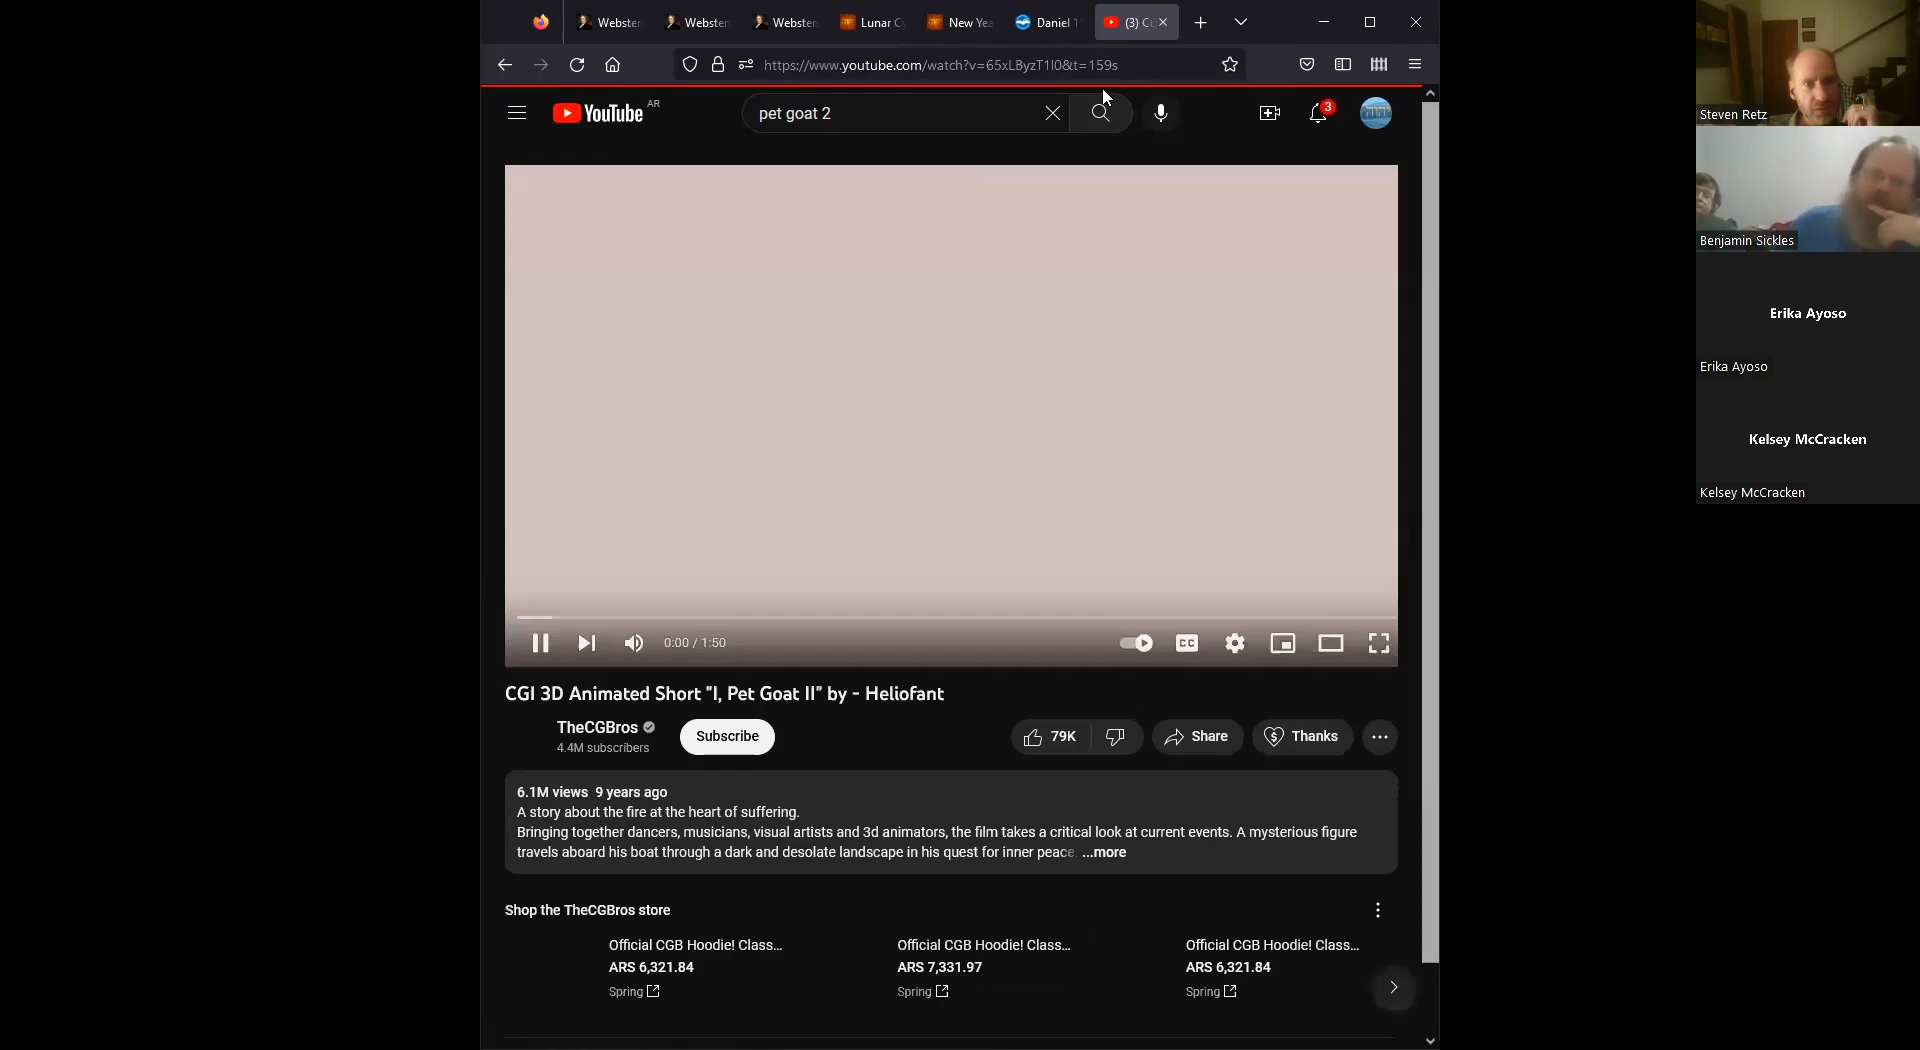 Webster
Webster
Webster
Lunar C
New Yea
Daniel 1
(3) C
https://www.youtube.com/watch?v=65xLByzT1I0&t=159s
YouTube AR
pet goat 2
3
0:00 / 1:50
CC
CGI 3D Animated Short "I, Pet Goat II" by - Heliofant
TheCGBros
4.4M subscribers
Subscribe
79K
Share
Thanks
6.1M views 9 years ago
A story about the fire at the heart of suffering.
Bringing together dancers, musicians, visual artists and 3d animators, the film takes a critical look at current events. A mysterious figure
travels aboard his boat through a dark and desolate landscape in his quest for inner peace. ...more
Shop the TheCGBros store
Official CGB Hoodie! Class...
ARS 6,321.84
Spring
Official CGB Hoodie! Class...
ARS 7,331.97
Spring
Official CGB Hoodie! Class...
ARS 6,321.84
Spring
Steven Retz
Benjamin Sickles
Erika Ayoso
Erika Ayoso
Kelsey McCracken
Kelsey McCracken